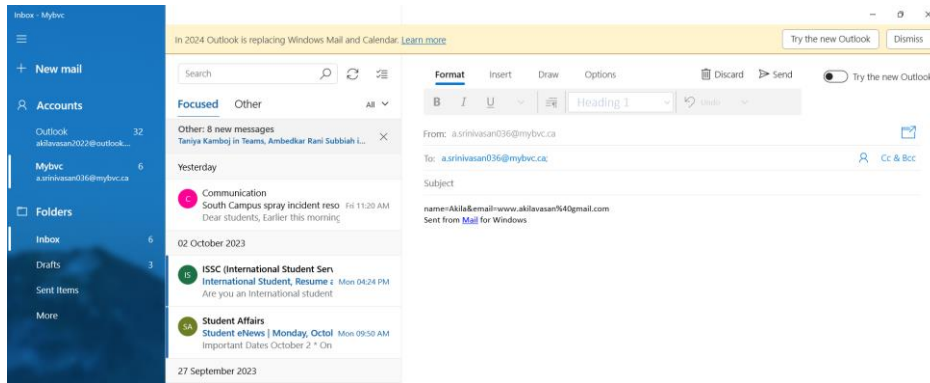 Inbox - Mybvc
In 2024 Outlook is replacing Windows Mail and Calendar. Learn more
Try the new Outlook
Dismiss
New mail
Accounts
Outlook 32
akilavasan2022@outlook....
Mybvc 6
a.srinivasan036@mybvc.ca
Folders
Inbox 6
Drafts 3
Sent Items
More
Search
Focused Other All
Other: 8 new messages
Taniya Kamboj in Teams, Ambedkar Rani Subbiah i...
Yesterday
C
Communication
South Campus spray incident reso Fri 11:20 AM
Dear students, Earlier this morning
02 October 2023
IS
ISSC (International Student Serv
International Student, Resume a Mon 04:24 PM
Are you an international student
SA
Student Affairs
Student eNews | Monday, Octol Mon 09:50 AM
Important Dates October 2 * On
27 September 2023
Format Insert Draw Options Discard Send
Try the new Outlook
B I U Heading 1 Undo
From: a.srinivasan036@mybvc.ca
To: a.srinivasan036@mybvc.ca; Cc & Bcc
Subject
name=Akila&email=www.akilavasan%40gmail.com
Sent from Mail for Windows